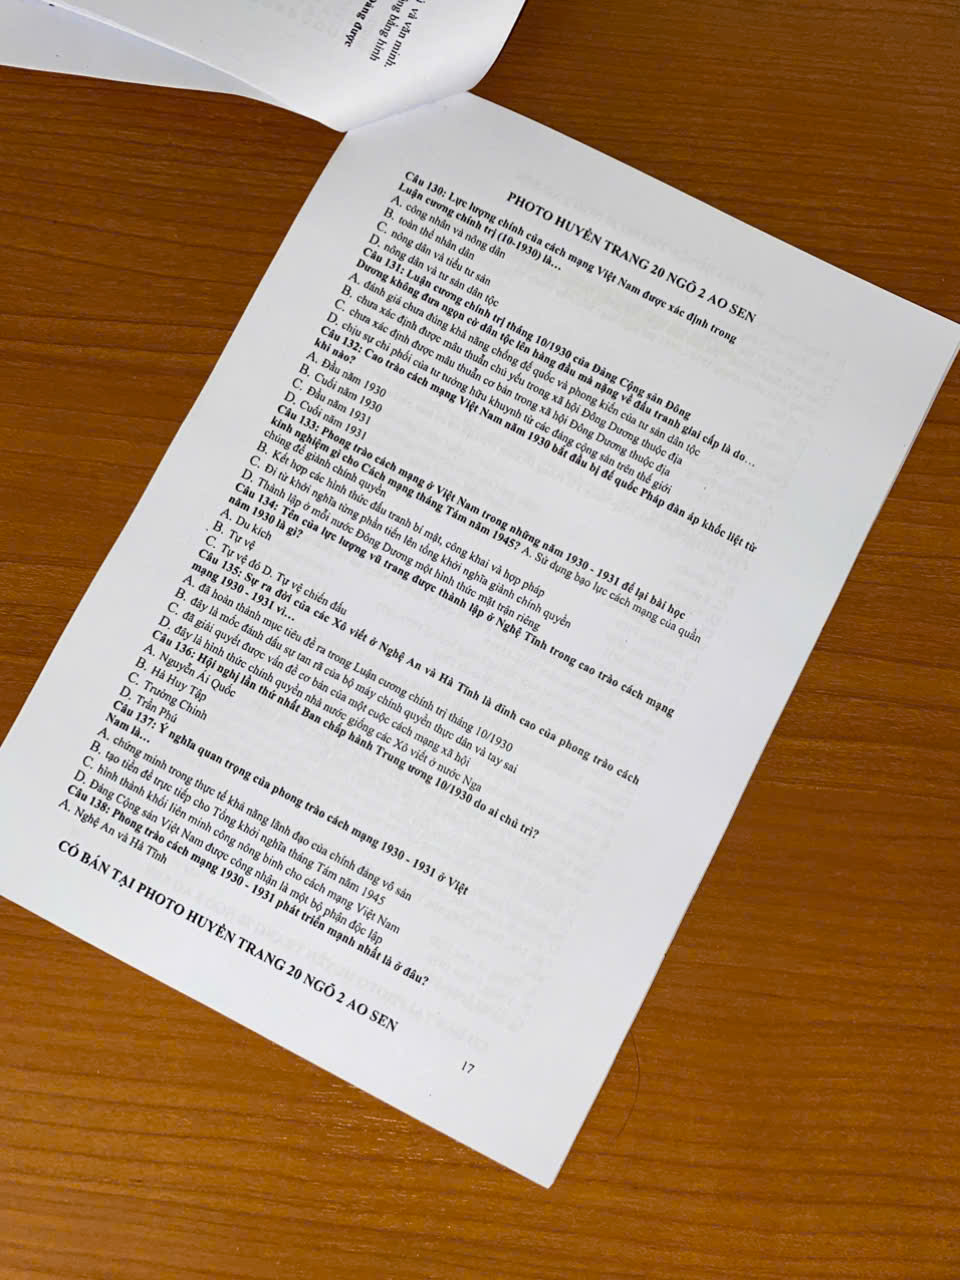 và văn minh.
bằng hình
được
PHOTO HUYỀN TRANG 20 NGÕ 2 AO SEN
Câu 130: Lực lượng chính của cách mạng Việt Nam được xác định trong
Luận cương chính trị (10-1930) là…
A. công nhân và nông dân
B. toàn thể nhân dân
C. nông dân và tiểu tư sản
D. nông dân và tư sản dân tộc
Câu 131: Luận cương chính trị tháng 10/1930 của Đảng Cộng sản Đông
Dương không đưa ngọn cờ dân tộc lên hàng đầu mà nặng về đấu tranh giai cấp là do…
A. đánh giá chưa đúng khả năng chống đế quốc và phong kiến của tư sản dân tộc
B. chưa xác định được mâu thuẫn chủ yếu trong xã hội Đông Dương thuộc địa
C. chưa xác định được mâu thuẫn cơ bản trong xã hội Đông Dương thuộc địa
D. chịu sự chi phối của tư tưởng hữu khuynh từ các đảng cộng sản trên thế giới
Câu 132: Cao trào cách mạng Việt Nam năm 1930 bắt đầu bị đế quốc Pháp đàn áp khốc liệt từ
khi nào?
A. Đầu năm 1930
B. Cuối năm 1930
C. Đầu năm 1931
D. Cuối năm 1931
Câu 133: Phong trào cách mạng ở Việt Nam trong những năm 1930 - 1931 để lại bài học
kinh nghiệm gì cho Cách mạng tháng Tám năm 1945? A. Sử dụng bạo lực cách mạng của quần
chúng để giành chính quyền
B. Kết hợp các hình thức đấu tranh bí mật, công khai và hợp pháp
C. Đi từ khởi nghĩa từng phần tiến lên tổng khởi nghĩa giành chính quyền
D. Thành lập ở mỗi nước Đông Dương một hình thức mặt trận riêng
Câu 134: Tên của lực lượng vũ trang được thành lập ở Nghệ Tĩnh trong cao trào cách mạng
năm 1930 là gì?
A. Du kích
B. Tự vệ
C. Tự vệ đỏ D. Tự vệ chiến đấu
Câu 135: Sự ra đời của các Xô viết ở Nghệ An và Hà Tĩnh là đỉnh cao của phong trào cách
mạng 1930 - 1931 vì…
A. đã hoàn thành mục tiêu đề ra trong Luận cương chính trị tháng 10/1930
B. đây là mốc đánh dấu sự tan rã của bộ máy chính quyền thực dân và tay sai
C. đã giải quyết được vấn đề cơ bản của một cuộc cách mạng xã hội
D. đây là hình thức chính quyền nhà nước giống các Xô viết ở nước Nga
Câu 136: Hội nghị lần thứ nhất Ban chấp hành Trung ương 10/1930 do ai chủ trì?
A. Nguyễn Ái Quốc
B. Hà Huy Tập
C. Trường Chinh
D. Trần Phú
Câu 137: Ý nghĩa quan trọng của phong trào cách mạng 1930 - 1931 ở Việt
Nam là…
A. chứng minh trong thực tế khả năng lãnh đạo của chính đảng vô sản
B. tạo tiền đề trực tiếp cho Tổng khởi nghĩa tháng Tám năm 1945
C. hình thành khối liên minh công nông binh cho cách mạng Việt Nam
D. Đảng Cộng sản Việt Nam được công nhận là một bộ phận độc lập
Câu 138: Phong trào cách mạng 1930 - 1931 phát triển mạnh nhất là ở đâu?
A. Nghệ An và Hà Tĩnh
CÓ BÁN TẠI PHOTO HUYỀN TRANG 20 NGÕ 2 AO SEN
17